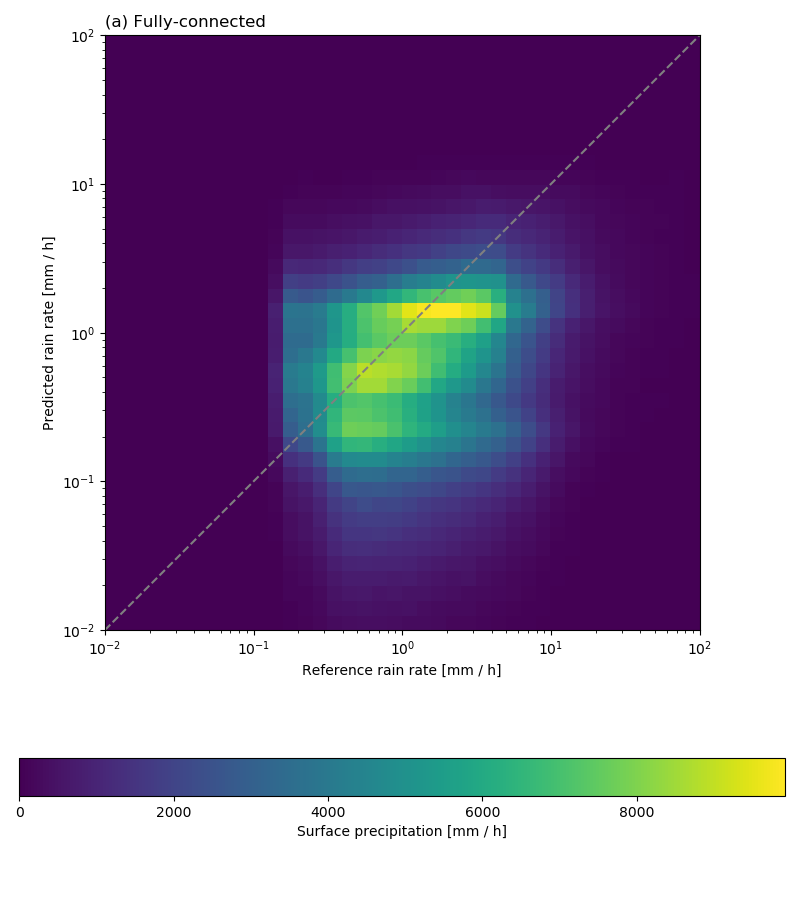 (a) Fully-connected
10²
10¹
10⁰
10⁻¹
10⁻²
Predicted rain rate [mm / h]
10⁻² 10⁻¹ 10⁰ 10¹ 10²
Reference rain rate [mm / h]
0 2000 4000 6000 8000
Surface precipitation [mm / h]